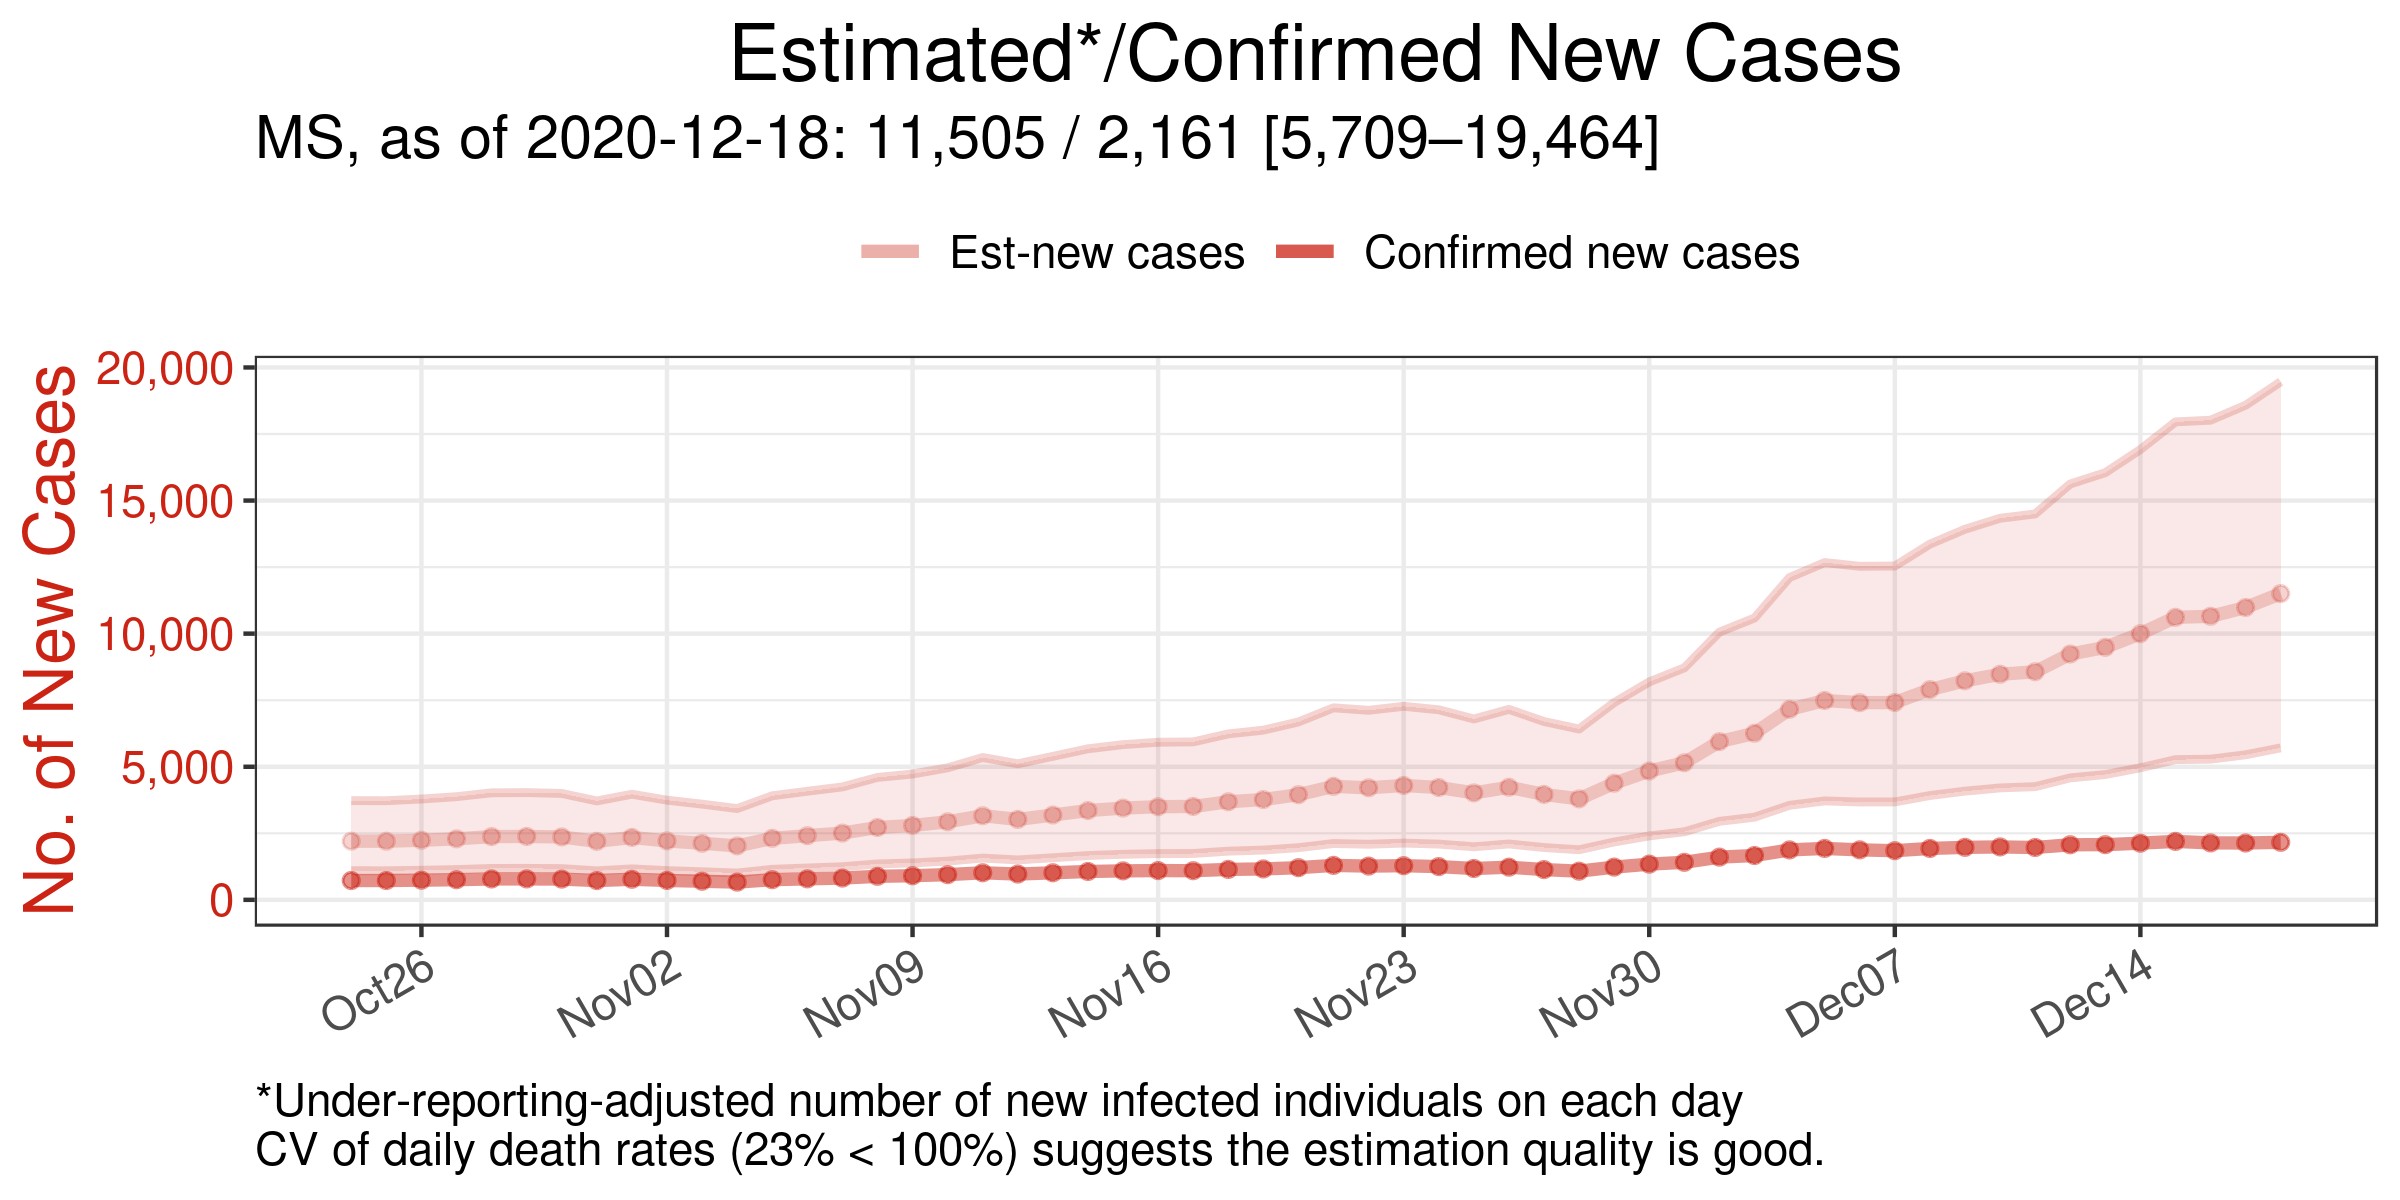 Estimated*/Confirmed New Cases
MS, as of 2020-12-18: 11,505 / 2,161 [5,709–19,464]
Est-new cases
Confirmed new cases
No. of New Cases
20,000
15,000
10,000
5,000
0
Oct26
Nov02
Nov09
Nov16
Nov23
Nov30
Dec07
Dec14
*Under-reporting-adjusted number of new infected individuals on each day
CV of daily death rates (23% < 100%) suggests the estimation quality is good.